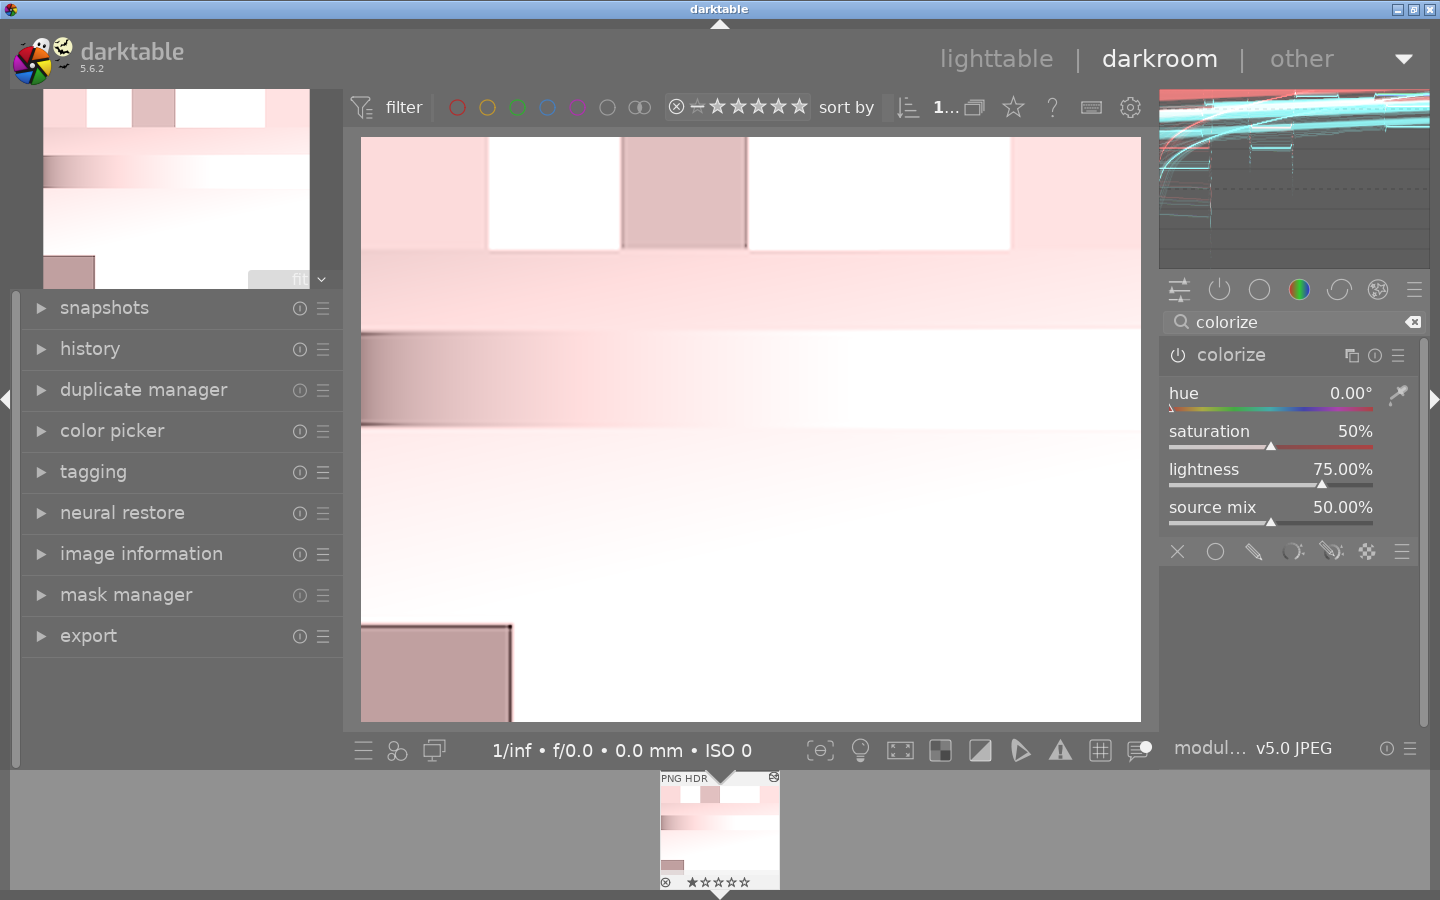 darktable
darktable
5.6.2
lighttable | darkroom | other
filter
sort by
1...
fit
snapshots
history
duplicate manager
color picker
tagging
neural restore
image information
mask manager
export
colorize
colorize
hue 0.00°
saturation 50%
lightness 75.00%
source mix 50.00%
1/inf • f/0.0 • 0.0 mm • ISO 0
modul... v5.0 JPEG
PNG HDR